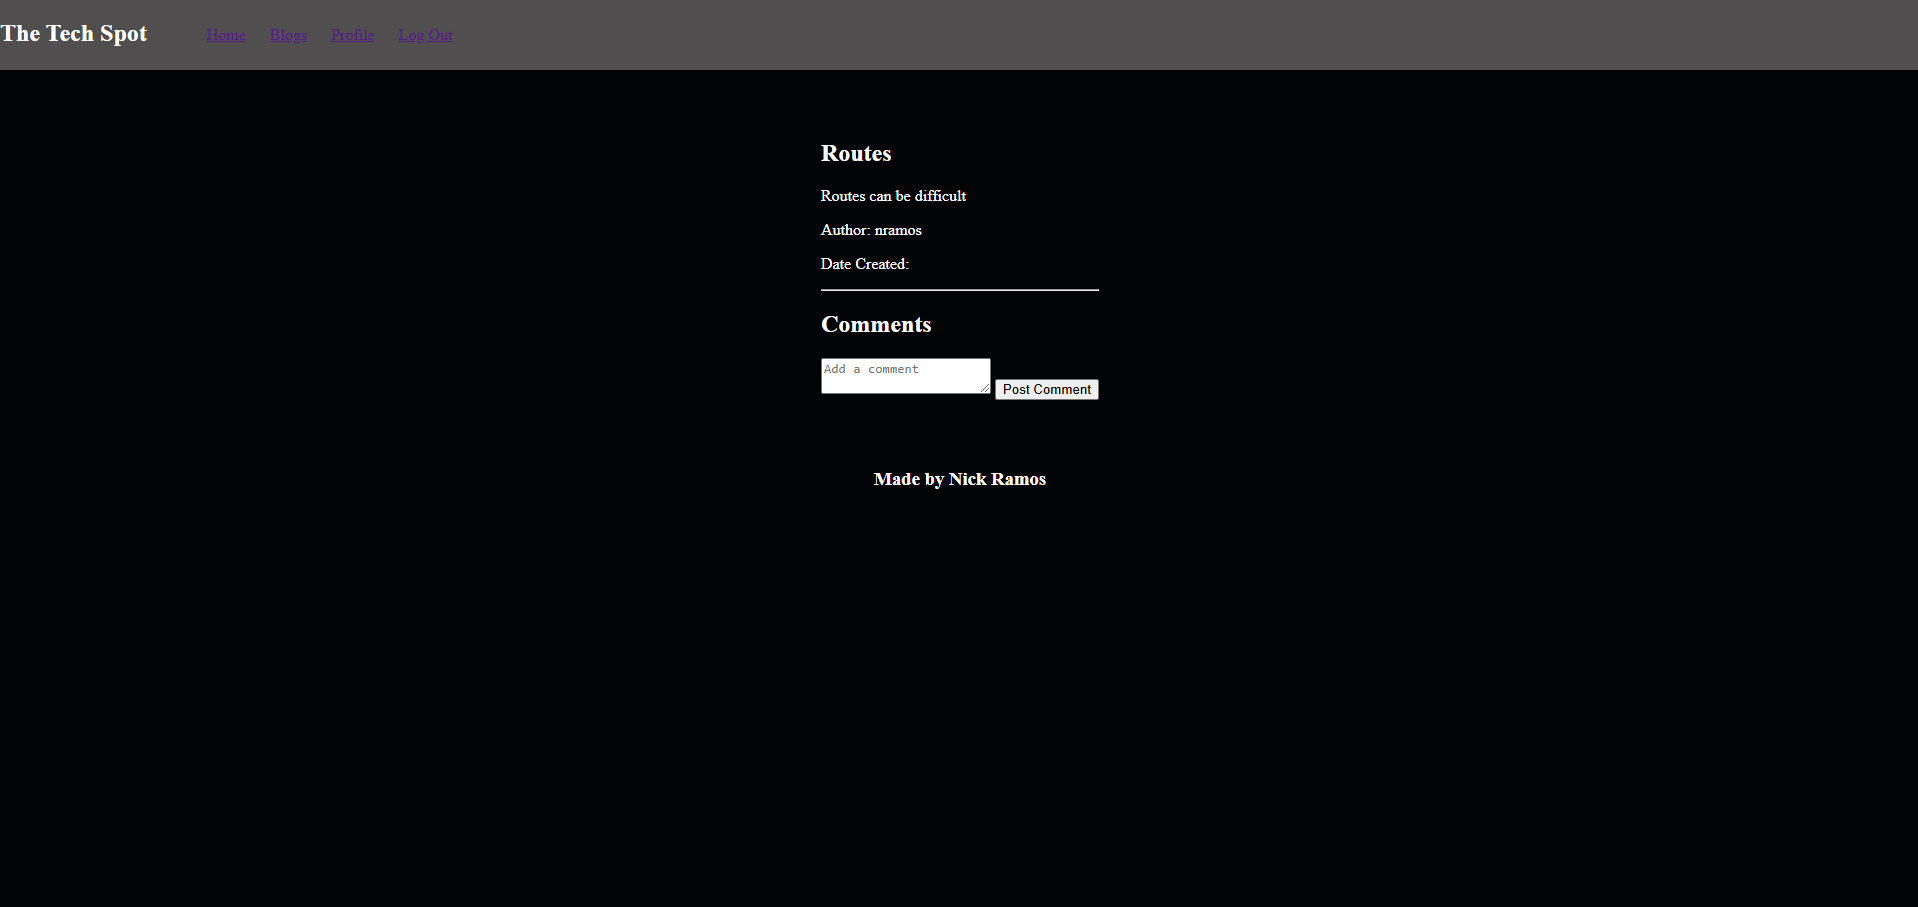 The Tech Spot Home Blogs Profile Log Out
Routes
Routes can be difficult
Author: nramos
Date Created:
Comments
Add a comment
Post Comment
Made by Nick Ramos